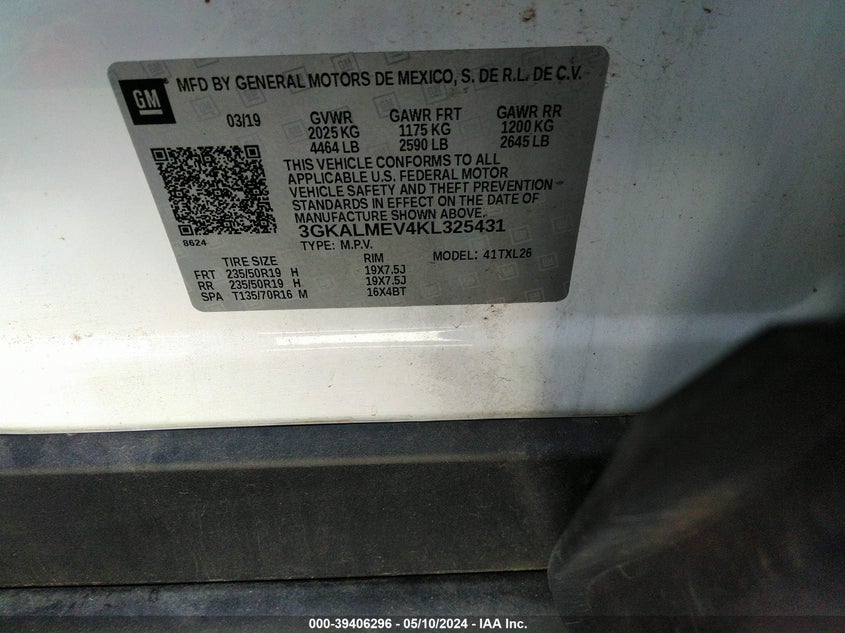 GM
MFD BY GENERAL MOTORS DE MEXICO, S. DE R.L. DE C.V.
03/19 GVWR GAWR FRT GAWR RR
2025 KG 1175 KG 1200 KG
4464 LB 2590 LB 2645 LB
THIS VEHICLE CONFORMS TO ALL
APPLICABLE U.S. FEDERAL MOTOR
VEHICLE SAFETY AND THEFT PREVENTION
STANDARDS IN EFFECT ON THE DATE OF
MANUFACTURE SHOWN ABOVE.
8624
3GKALMEV4KL325431
TYPE: M.P.V. MODEL: 41TXL26
TIRE SIZE RIM
FRT 235/50R19 H 19X7.5J
RR 235/50R19 H 19X7.5J
SPA T135/70R16 M 16X4BT
000-39406296 - 05/10/2024 - IAA Inc.